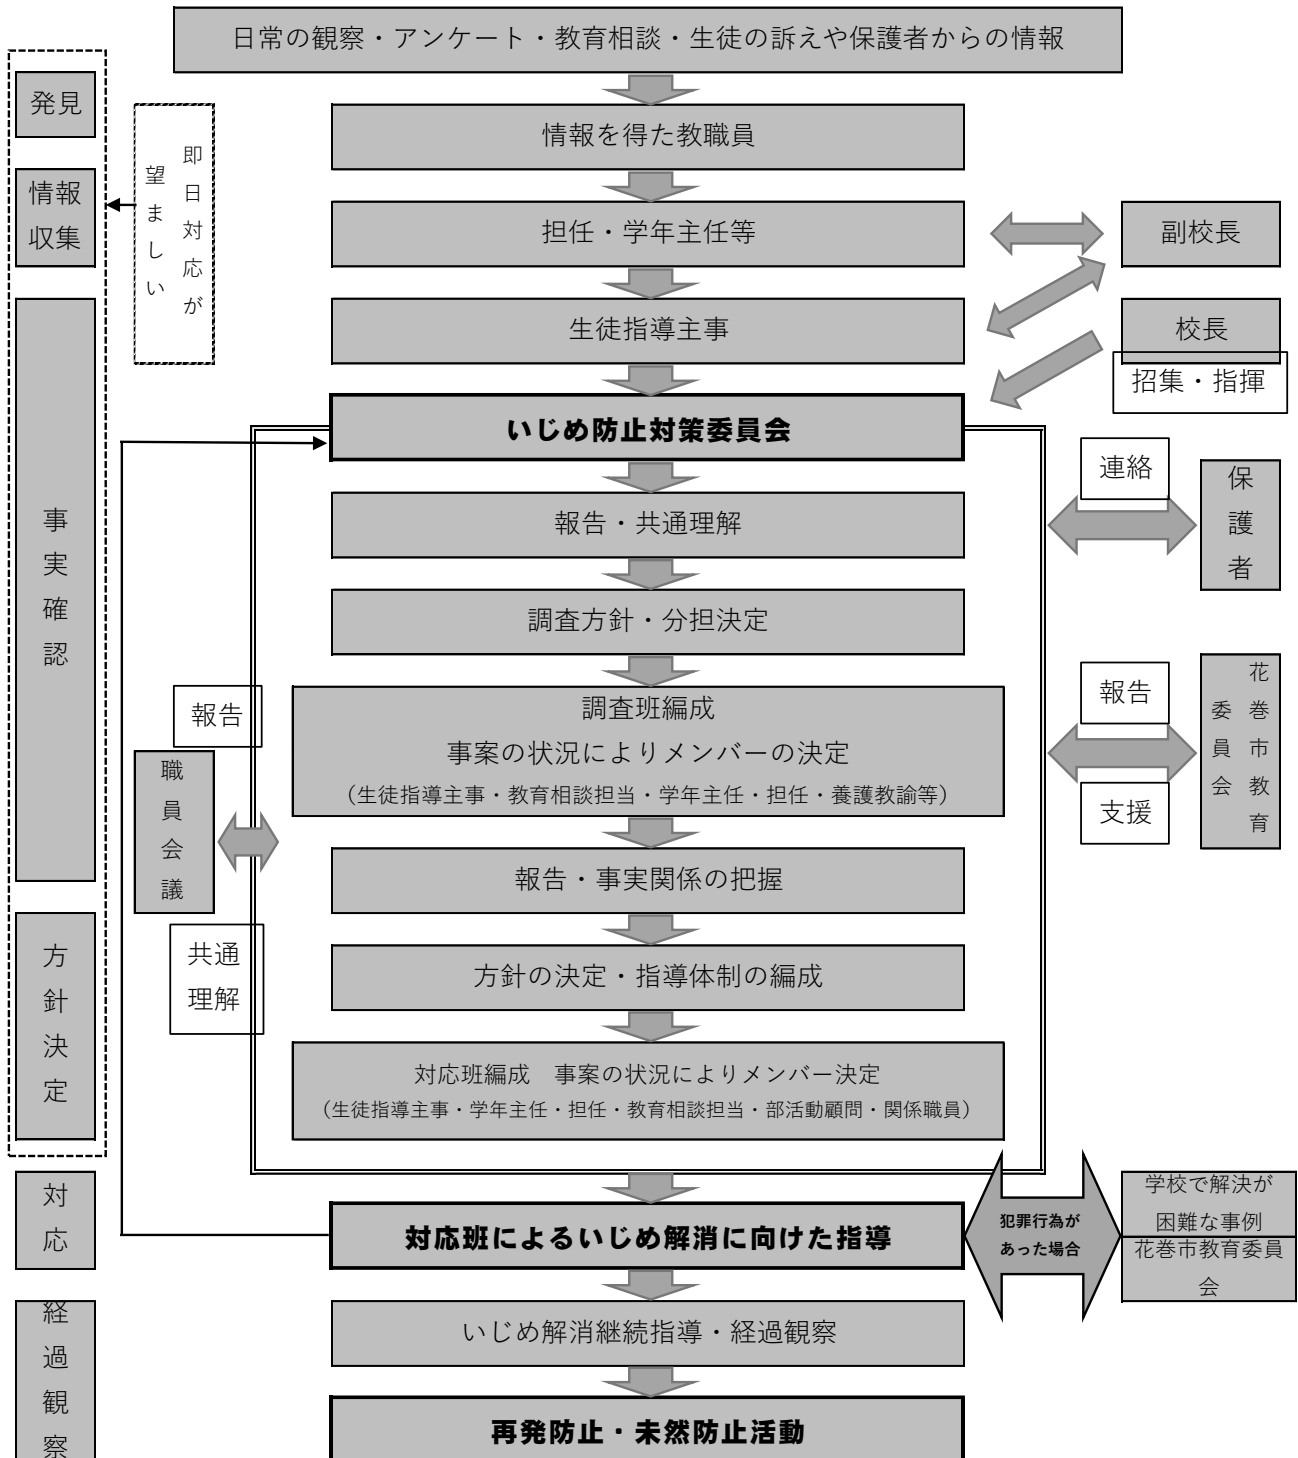 日常の観察・アンケート・教育相談・生徒の訴えや保護者からの情報
発見
即日対応が
望ましい
情報を得た教職員
情報
収集
担任・学年主任等
副校長
生徒指導主事
校長
招集・指揮
いじめ防止対策委員会
連絡
保護者
報告・共通理解
事実確認
調査方針・分担決定
報告
調査班編成
事案の状況によりメンバーの決定
（生徒指導主事・教育相談担当・学年主任・担任・養護教諭等）
報告
花巻市教育
委員会
支援
職員会議
報告・事実関係の把握
方針決定
共通
理解
方針の決定・指導体制の編成
対応班編成　事案の状況によりメンバー決定
（生徒指導主事・学年主任・担任・教育相談担当・部活動顧問・関係職員）
対応
対応班によるいじめ解消に向けた指導
犯罪行為が
あった場合
学校で解決が
困難な事例
花巻市教育委員
会
経過観察
いじめ解消継続指導・経過観察
再発防止・未然防止活動